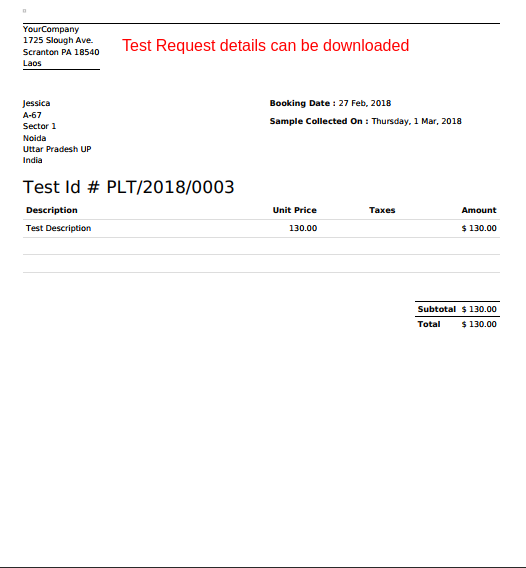 YourCompany
1725 Slough Ave.
Scranton PA 18540
Laos
Test Request details can be downloaded
Jessica
A-67
Sector 1
Noida
Uttar Pradesh UP
India
Booking Date : 27 Feb, 2018
Sample Collected On : Thursday, 1 Mar, 2018
Test Id # PLT/2018/0003
Description Unit Price Taxes Amount
Test Description 130.00 $ 130.00
Subtotal $ 130.00
Total $ 130.00